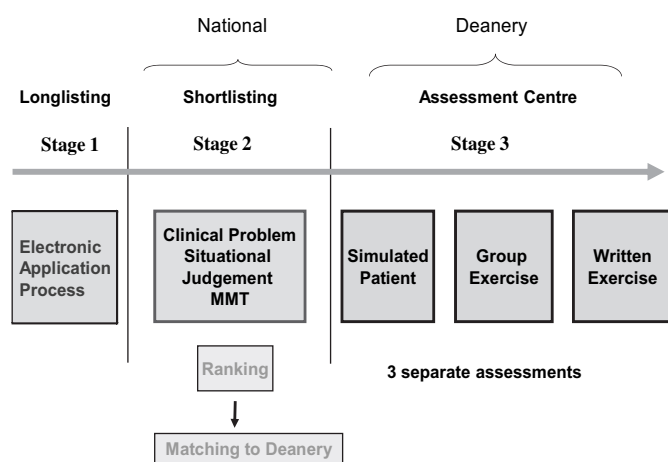 National
Deanery
Longlisting
Shortlisting
Assessment Centre
Stage 1
Stage 2
Stage 3
Electronic
Application
Process
Clinical Problem
Situational
Judgement
MMT
Simulated
Patient
Group
Exercise
Written
Exercise
Ranking
3 separate assessments
Matching to Deanery